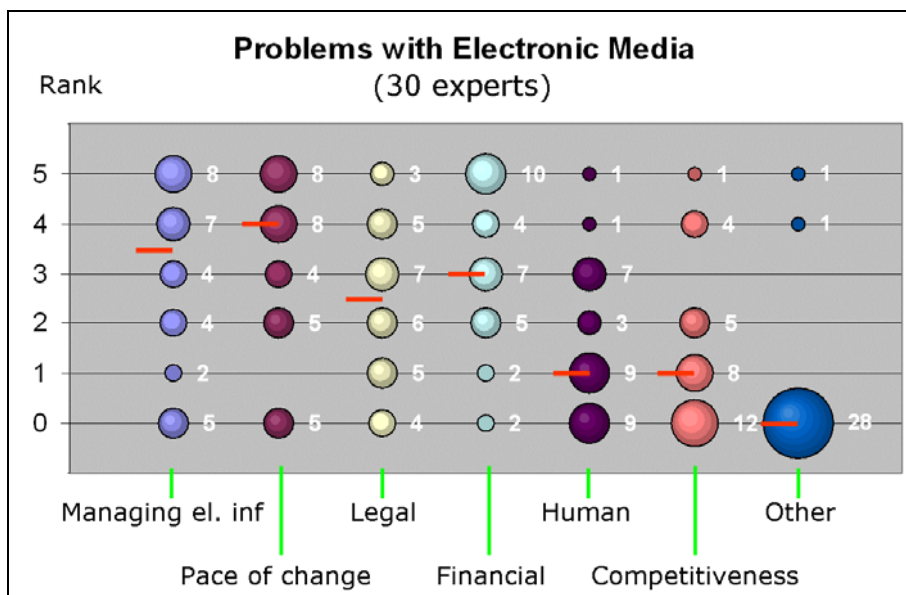 Problems with Electronic Media
Rank (30 experts)
5 8 8 3 10 1 1 1
4 7 8 5 4 1 4 1
3 4 4 7 7 7
2 4 5 6 5 3 5
1 2 5 2 9 8
0 5 5 4 2 9 12 28
Managing el. inf Legal Human Other
Pace of change Financial Competitiveness